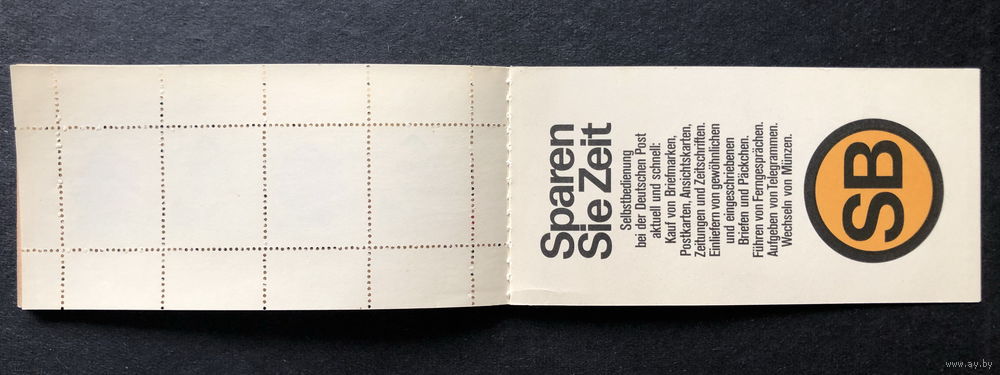 Sparen
Sie Zeit
Selbstbedienung
bei der Deutschen Post
aktuell und schnell:
Kauf von Briefmarken,
Postkarten, Ansichtskarten,
Zeitungen und Zeitschriften.
Einliefern von gewöhnlichen
und eingeschriebenen
Briefen und Päckchen.
Führen von Ferngesprächen.
Aufgeben von Telegrammen.
Wechseln von Münzen.
SB
www.ay.by